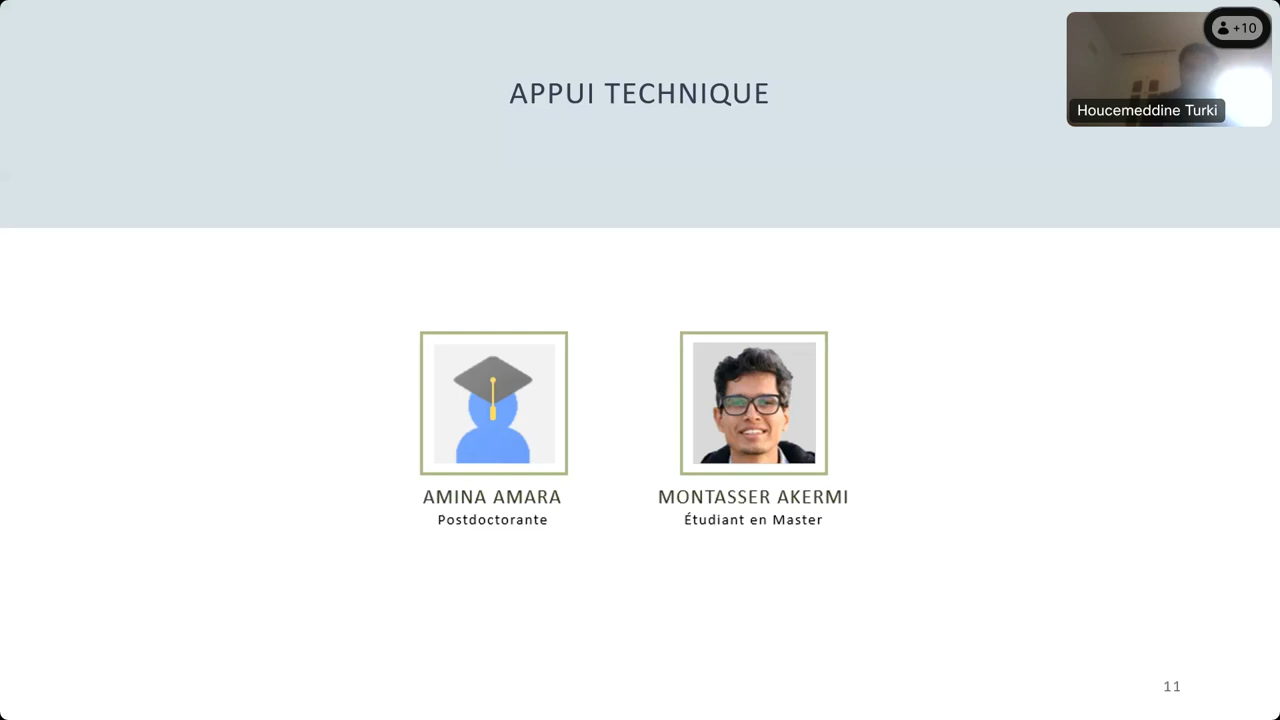 APPUI TECHNIQUE
+10
Houcemeddine Turki
AMINA AMARA
Postdoctorante
MONTASSER AKERMI
Étudiant en Master
11